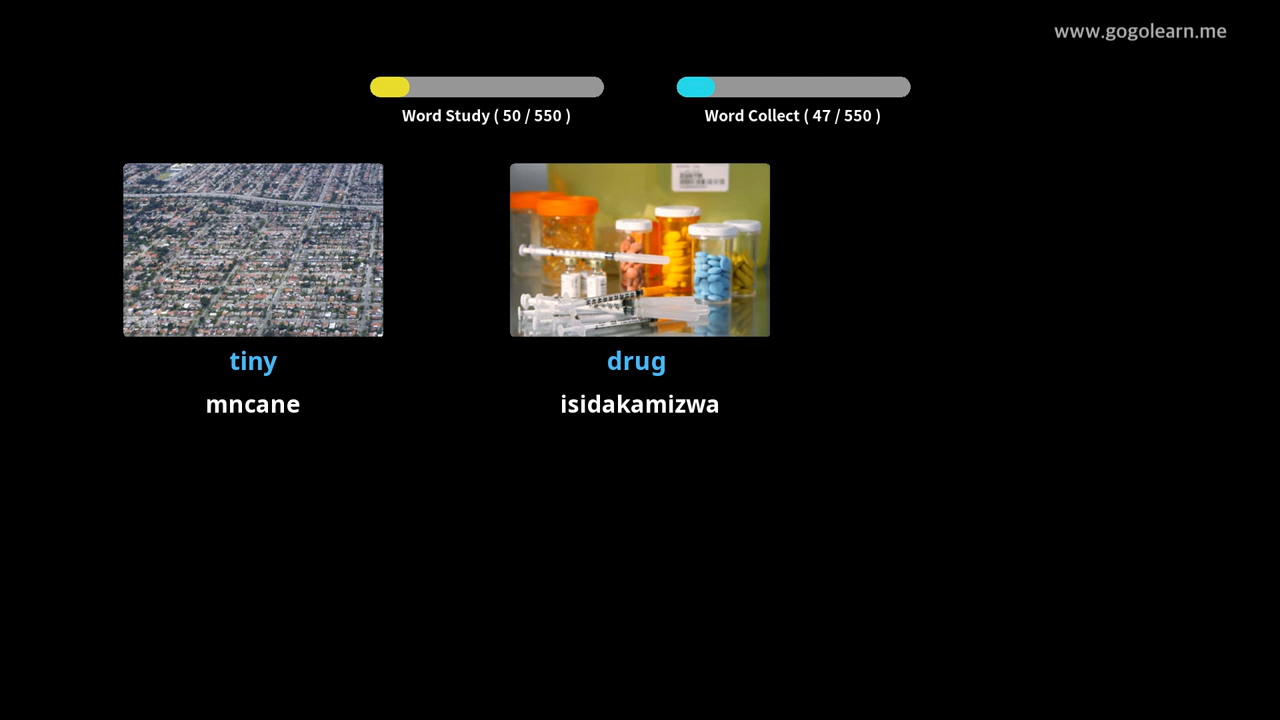 www.gogolearn.me
Word Study ( 50 / 550 )
Word Collect ( 47 / 550 )
tiny
mncane
drug
isidakamizwa